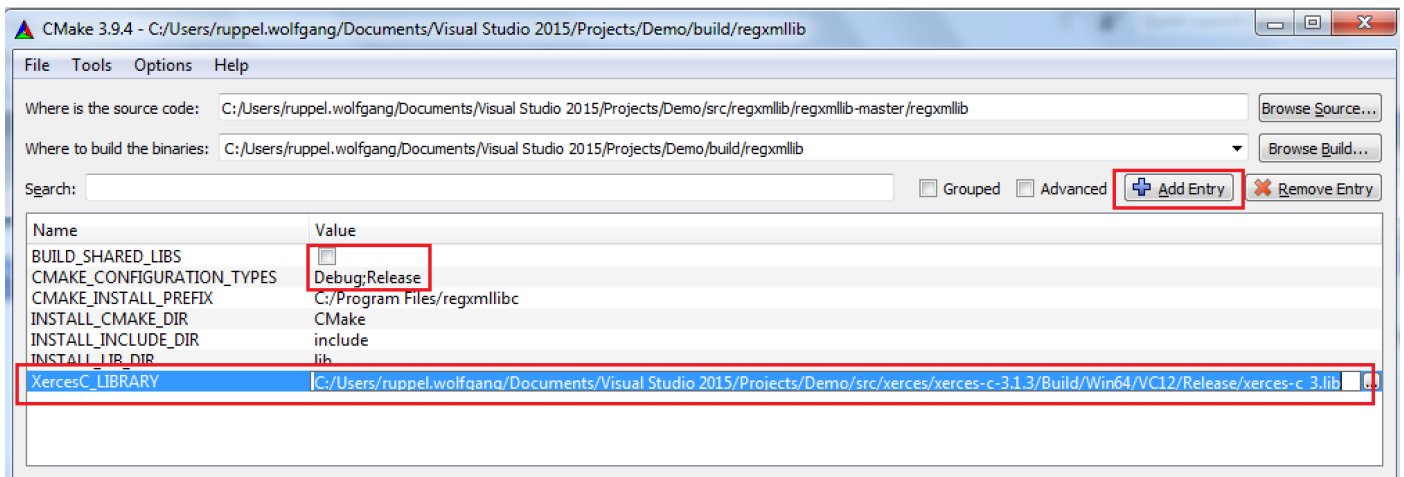 CMake 3.9.4 - C:/Users/ruppel.wolfgang/Documents/Visual Studio 2015/Projects/Demo/build/regxmllib
File Tools Options Help
Where is the source code: C:/Users/ruppel.wolfgang/Documents/Visual Studio 2015/Projects/Demo/src/regxmllib/regxmllib-master/regxmllib Browse Source...
Where to build the binaries: C:/Users/ruppel.wolfgang/Documents/Visual Studio 2015/Projects/Demo/build/regxmllib Browse Build...
Search: Grouped Advanced Add Entry Remove Entry
Name Value
BUILD_SHARED_LIBS
CMAKE_CONFIGURATION_TYPES Debug;Release
CMAKE_INSTALL_PREFIX C:/Program Files/regxmllibc
INSTALL_CMAKE_DIR CMake
INSTALL_INCLUDE_DIR include
INSTALL_LIB_DIR lib
XercesC_LIBRARY C:/Users/ruppel.wolfgang/Documents/Visual Studio 2015/Projects/Demo/src/xerces/xerces-c-3.1.3/Build/Win64/VC12/Release/xerces-c_3.lib ...